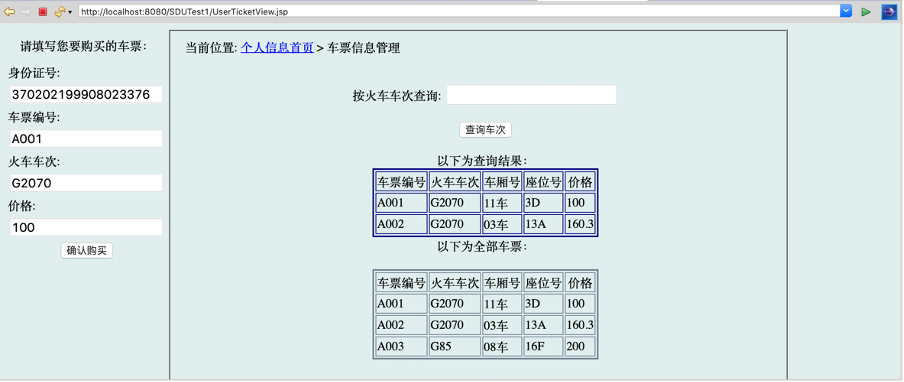 http://localhost:8080/SDUTest1/UserTicketView.jsp
请填写您要购买的车票：
身份证号:
370202199908023376
车票编号:
A001
火车车次:
G2070
价格:
100
确认购买
当前位置: 个人信息首页 > 车票信息管理
按火车车次查询:
查询车次
以下为查询结果：
车票编号 火车车次 车厢号 座位号 价格
A001 G2070 11车 3D 100
A002 G2070 03车 13A 160.3
以下为全部车票：
车票编号 火车车次 车厢号 座位号 价格
A001 G2070 11车 3D 100
A002 G2070 03车 13A 160.3
A003 G85 08车 16F 200